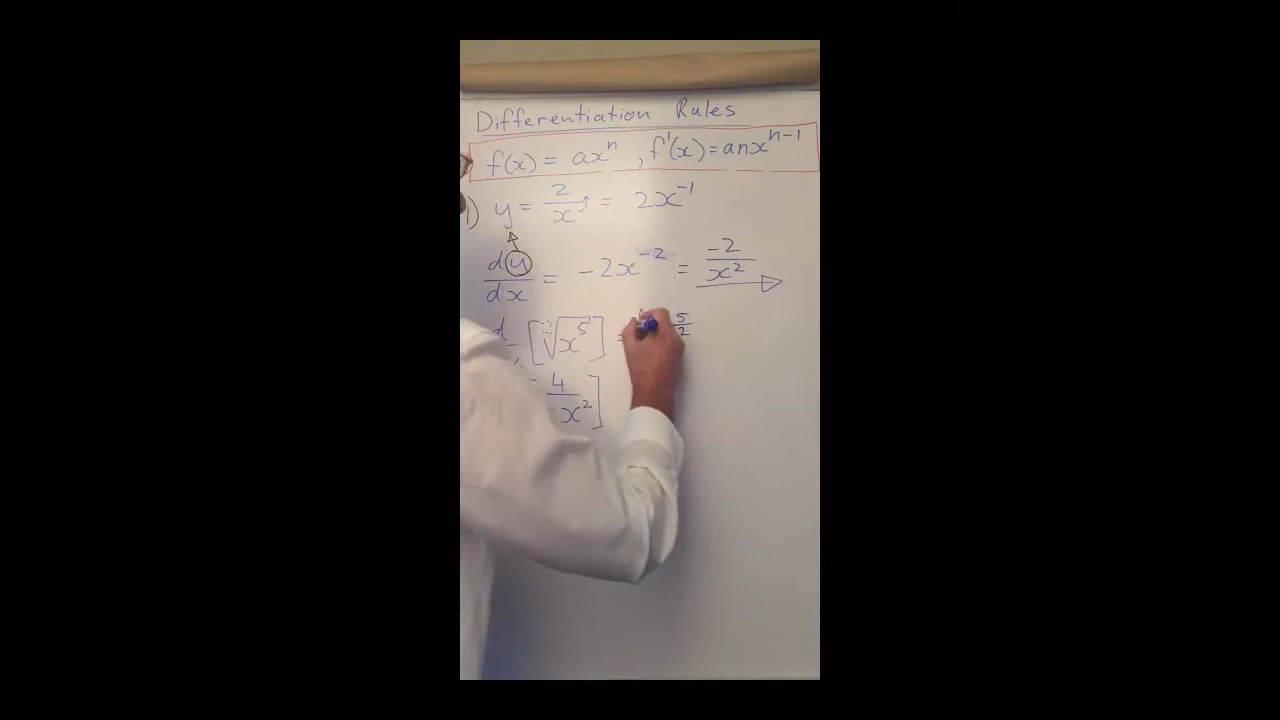 Differentiation Rules
f(x) = ax^n , f'(x) = anx^{n-1}
1) y = 2/x = 2x^{-1}
dy/dx = -2x^{-2} = -2/x^2
d [√x^5] = 5/2
4/x^2 ]